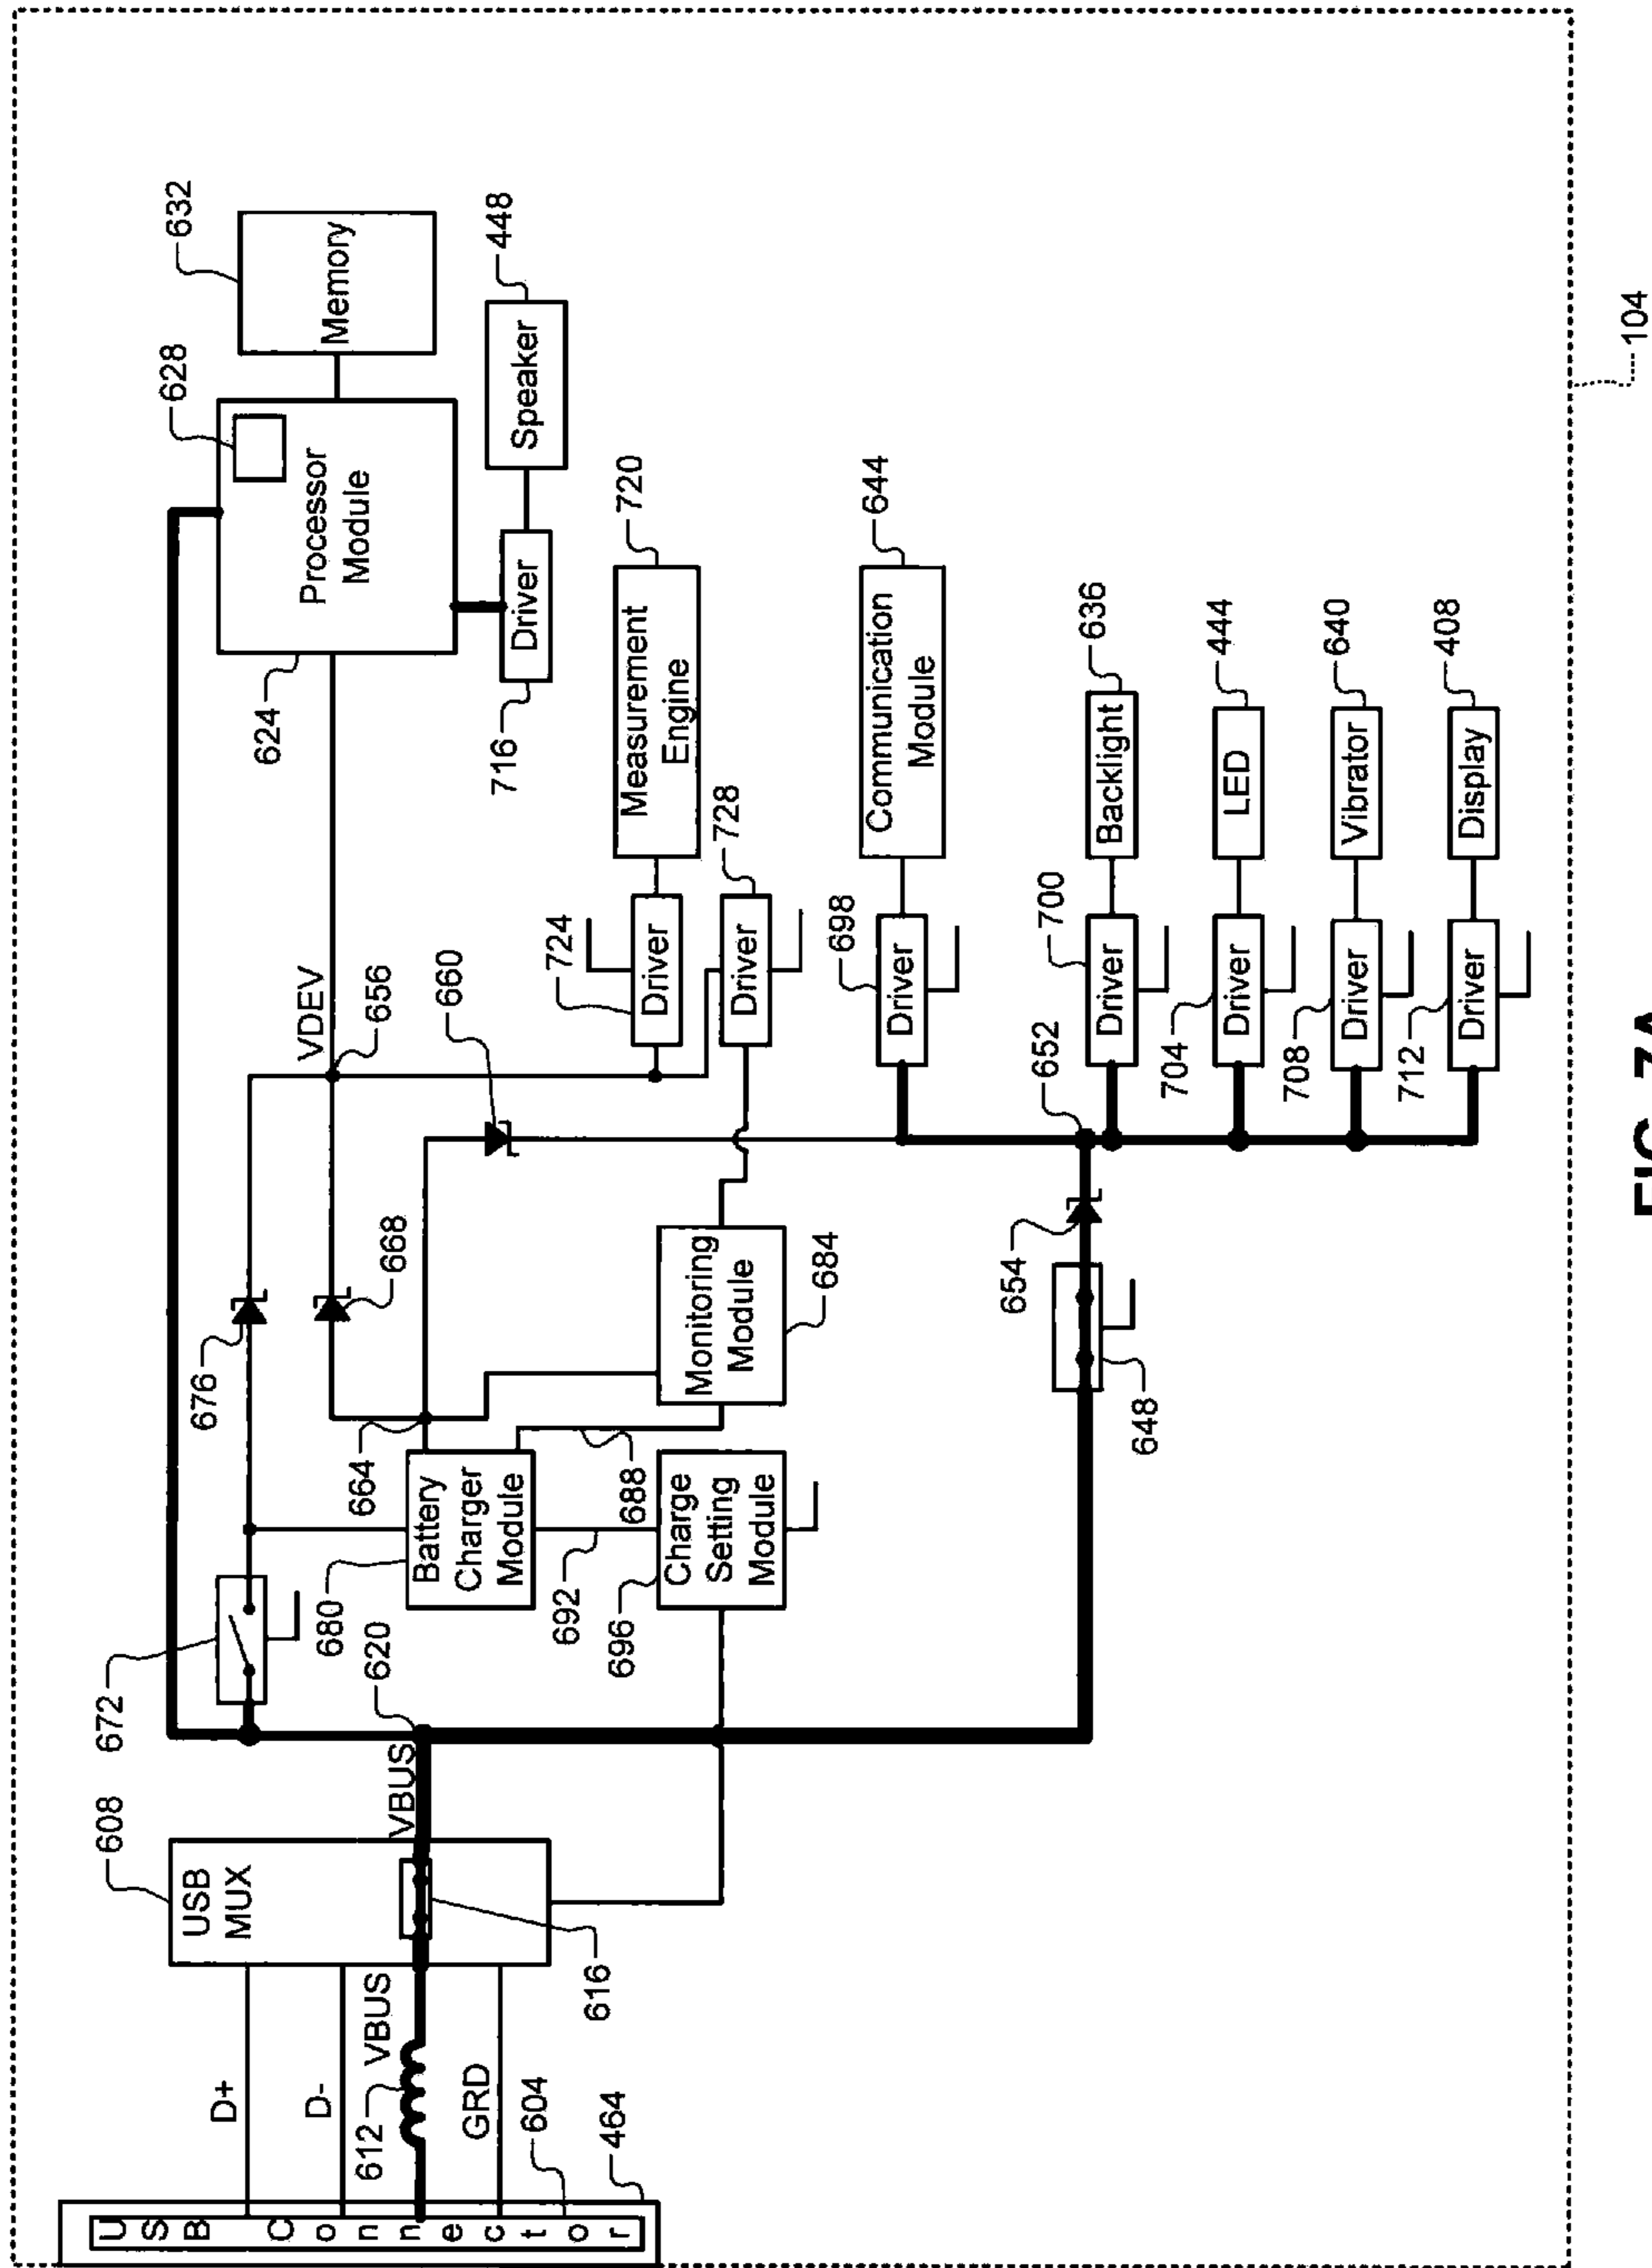 USB Connector
464
604
D+
D-
612
VBUS
GRD
608
USB
MUX
616
VBUS
620
672
676
668
664
680
Battery
Charger
Module
692
688
696
Charge
Setting
Module
684
Monitoring
Module
VDEV
656
660
624
628
Processor
Module
632
Memory
716
Driver
Speaker
448
724
Driver
Measurement
Engine
720
Driver
728
698
Driver
Communication
Module
644
648
654
652
Driver
700
Backlight
636
704
Driver
LED
444
708
Driver
Vibrator
640
712
Driver
Display
408
104